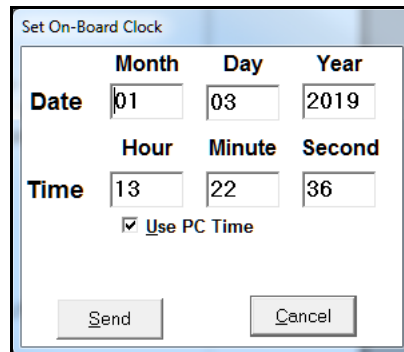 Set On-Board Clock
Month Day Year
Date 01 03 2019
Hour Minute Second
Time 13 22 36
Use PC Time
Send Cancel